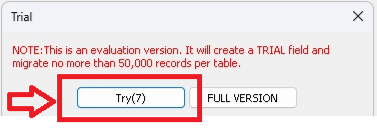 Trial
NOTE:This is an evaluation version. It will create a TRIAL field and
migrate no more than 50,000 records per table.
Try(7) FULL VERSION